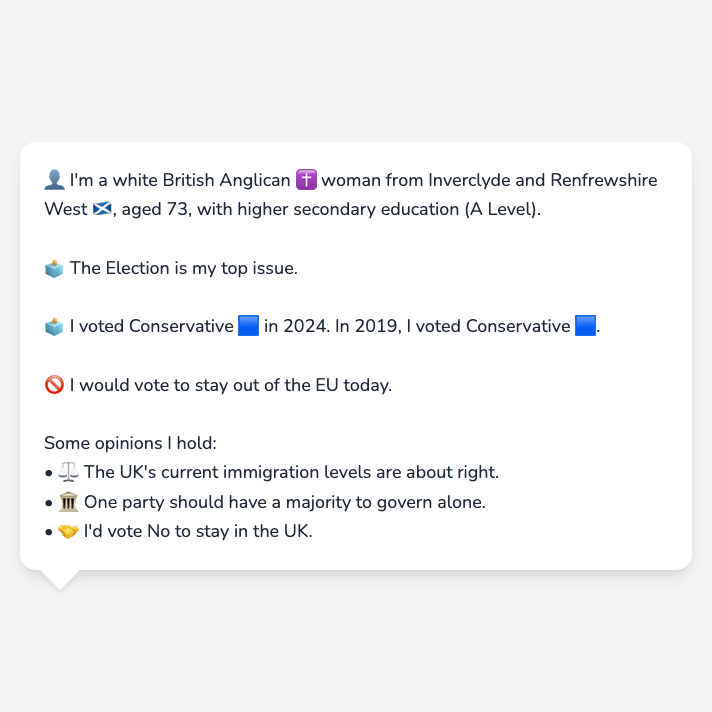 👤 I'm a white British Anglican ✝️ woman from Inverclyde and Renfrewshire
West 🏴󠁧󠁢󠁳󠁣󠁴󠁿, aged 73, with higher secondary education (A Level).
🗳️ The Election is my top issue.
🗳️ I voted Conservative 🟦 in 2024. In 2019, I voted Conservative 🟦.
🚫 I would vote to stay out of the EU today.
Some opinions I hold:
• ⚖️ The UK's current immigration levels are about right.
• 🏛️ One party should have a majority to govern alone.
• 🤝 I'd vote No to stay in the UK.